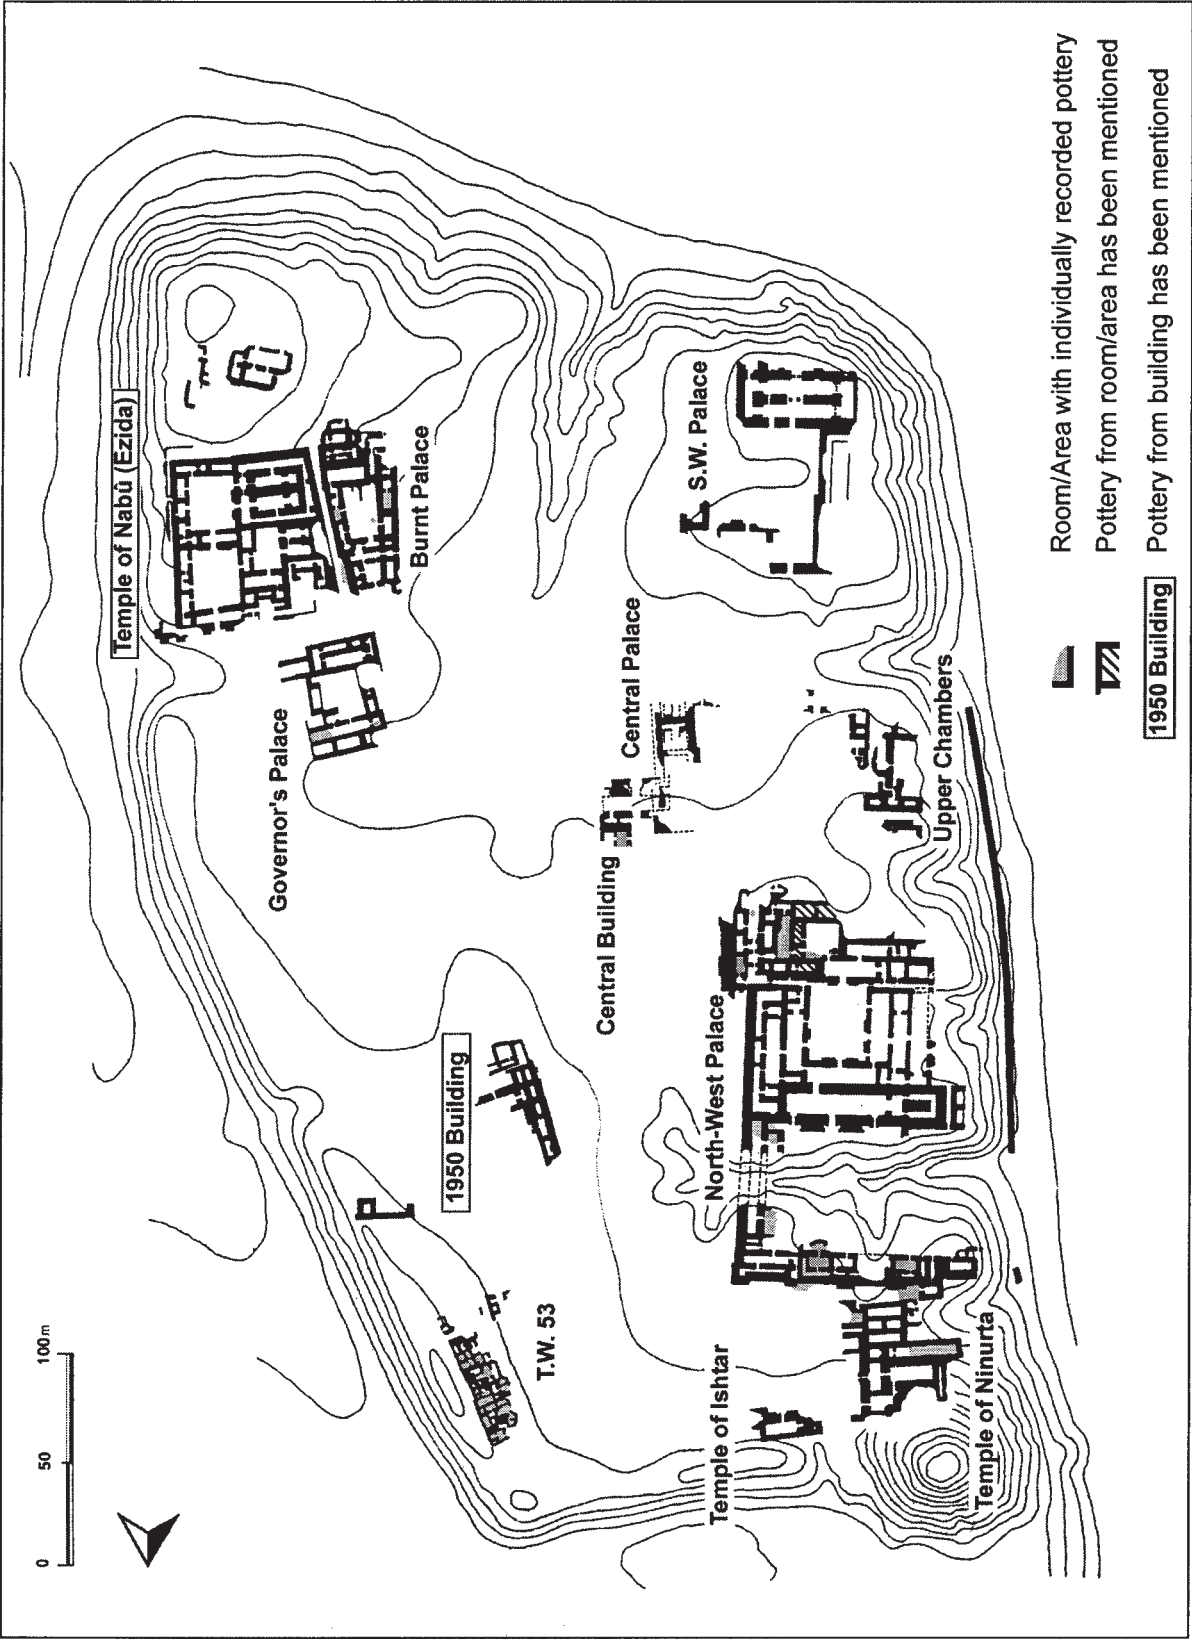 0 50 100m
Temple of Nabû (Ezida)
Governor's Palace
Burnt Palace
1950 Building
T.W. 53
Central Building
Central Palace
S.W. Palace
North-West Palace
Upper Chambers
Temple of Ishtar
Temple of Ninurta
Room/Area with individually recorded pottery
Pottery from room/area has been mentioned
1950 Building Pottery from building has been mentioned